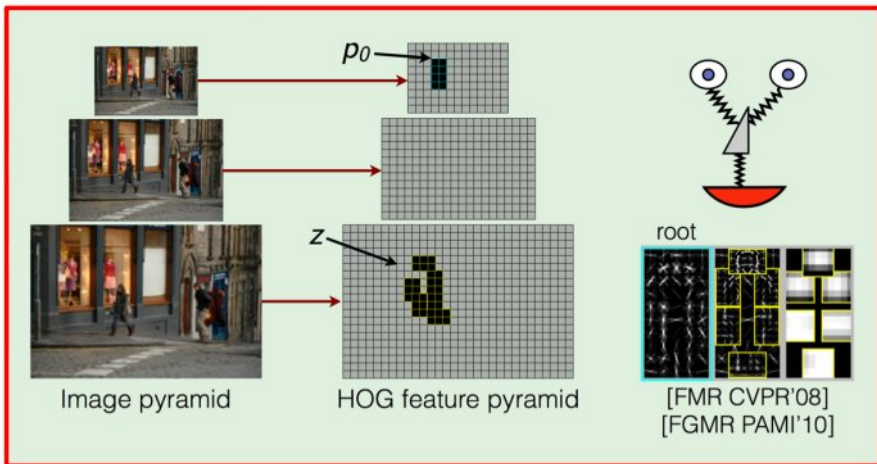 p0
z
root
Image pyramid
HOG feature pyramid
[FMR CVPR'08]
[FGMR PAMI'10]